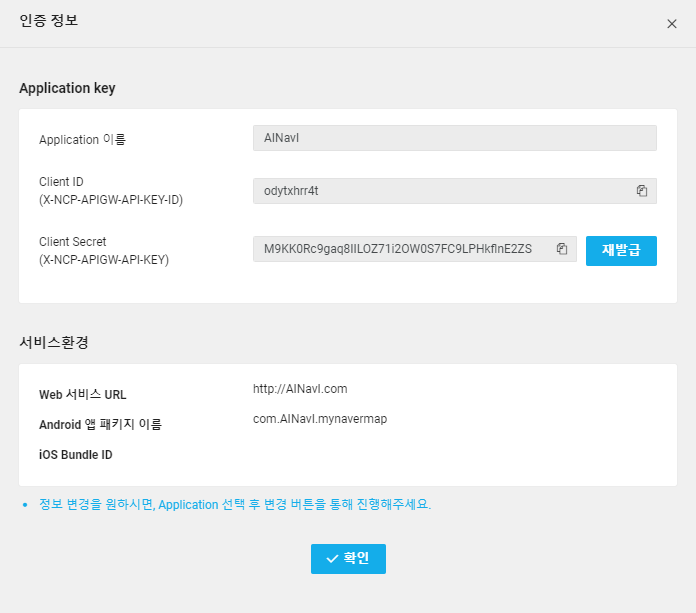 인증 정보
Application key
Application 이름
AINavI
Client ID
(X-NCP-APIGW-API-KEY-ID)
odytxhrr4t
Client Secret
(X-NCP-APIGW-API-KEY)
M9KK0Rc9gaq8IILOZ71i2OW0S7FC9LPHkflnE2ZS
재발급
서비스환경
Web 서비스 URL
http://AINavI.com
Android 앱 패키지 이름
com.AINavI.mynavermap
iOS Bundle ID
정보 변경을 원하시면, Application 선택 후 변경 버튼을 통해 진행해주세요.
확인